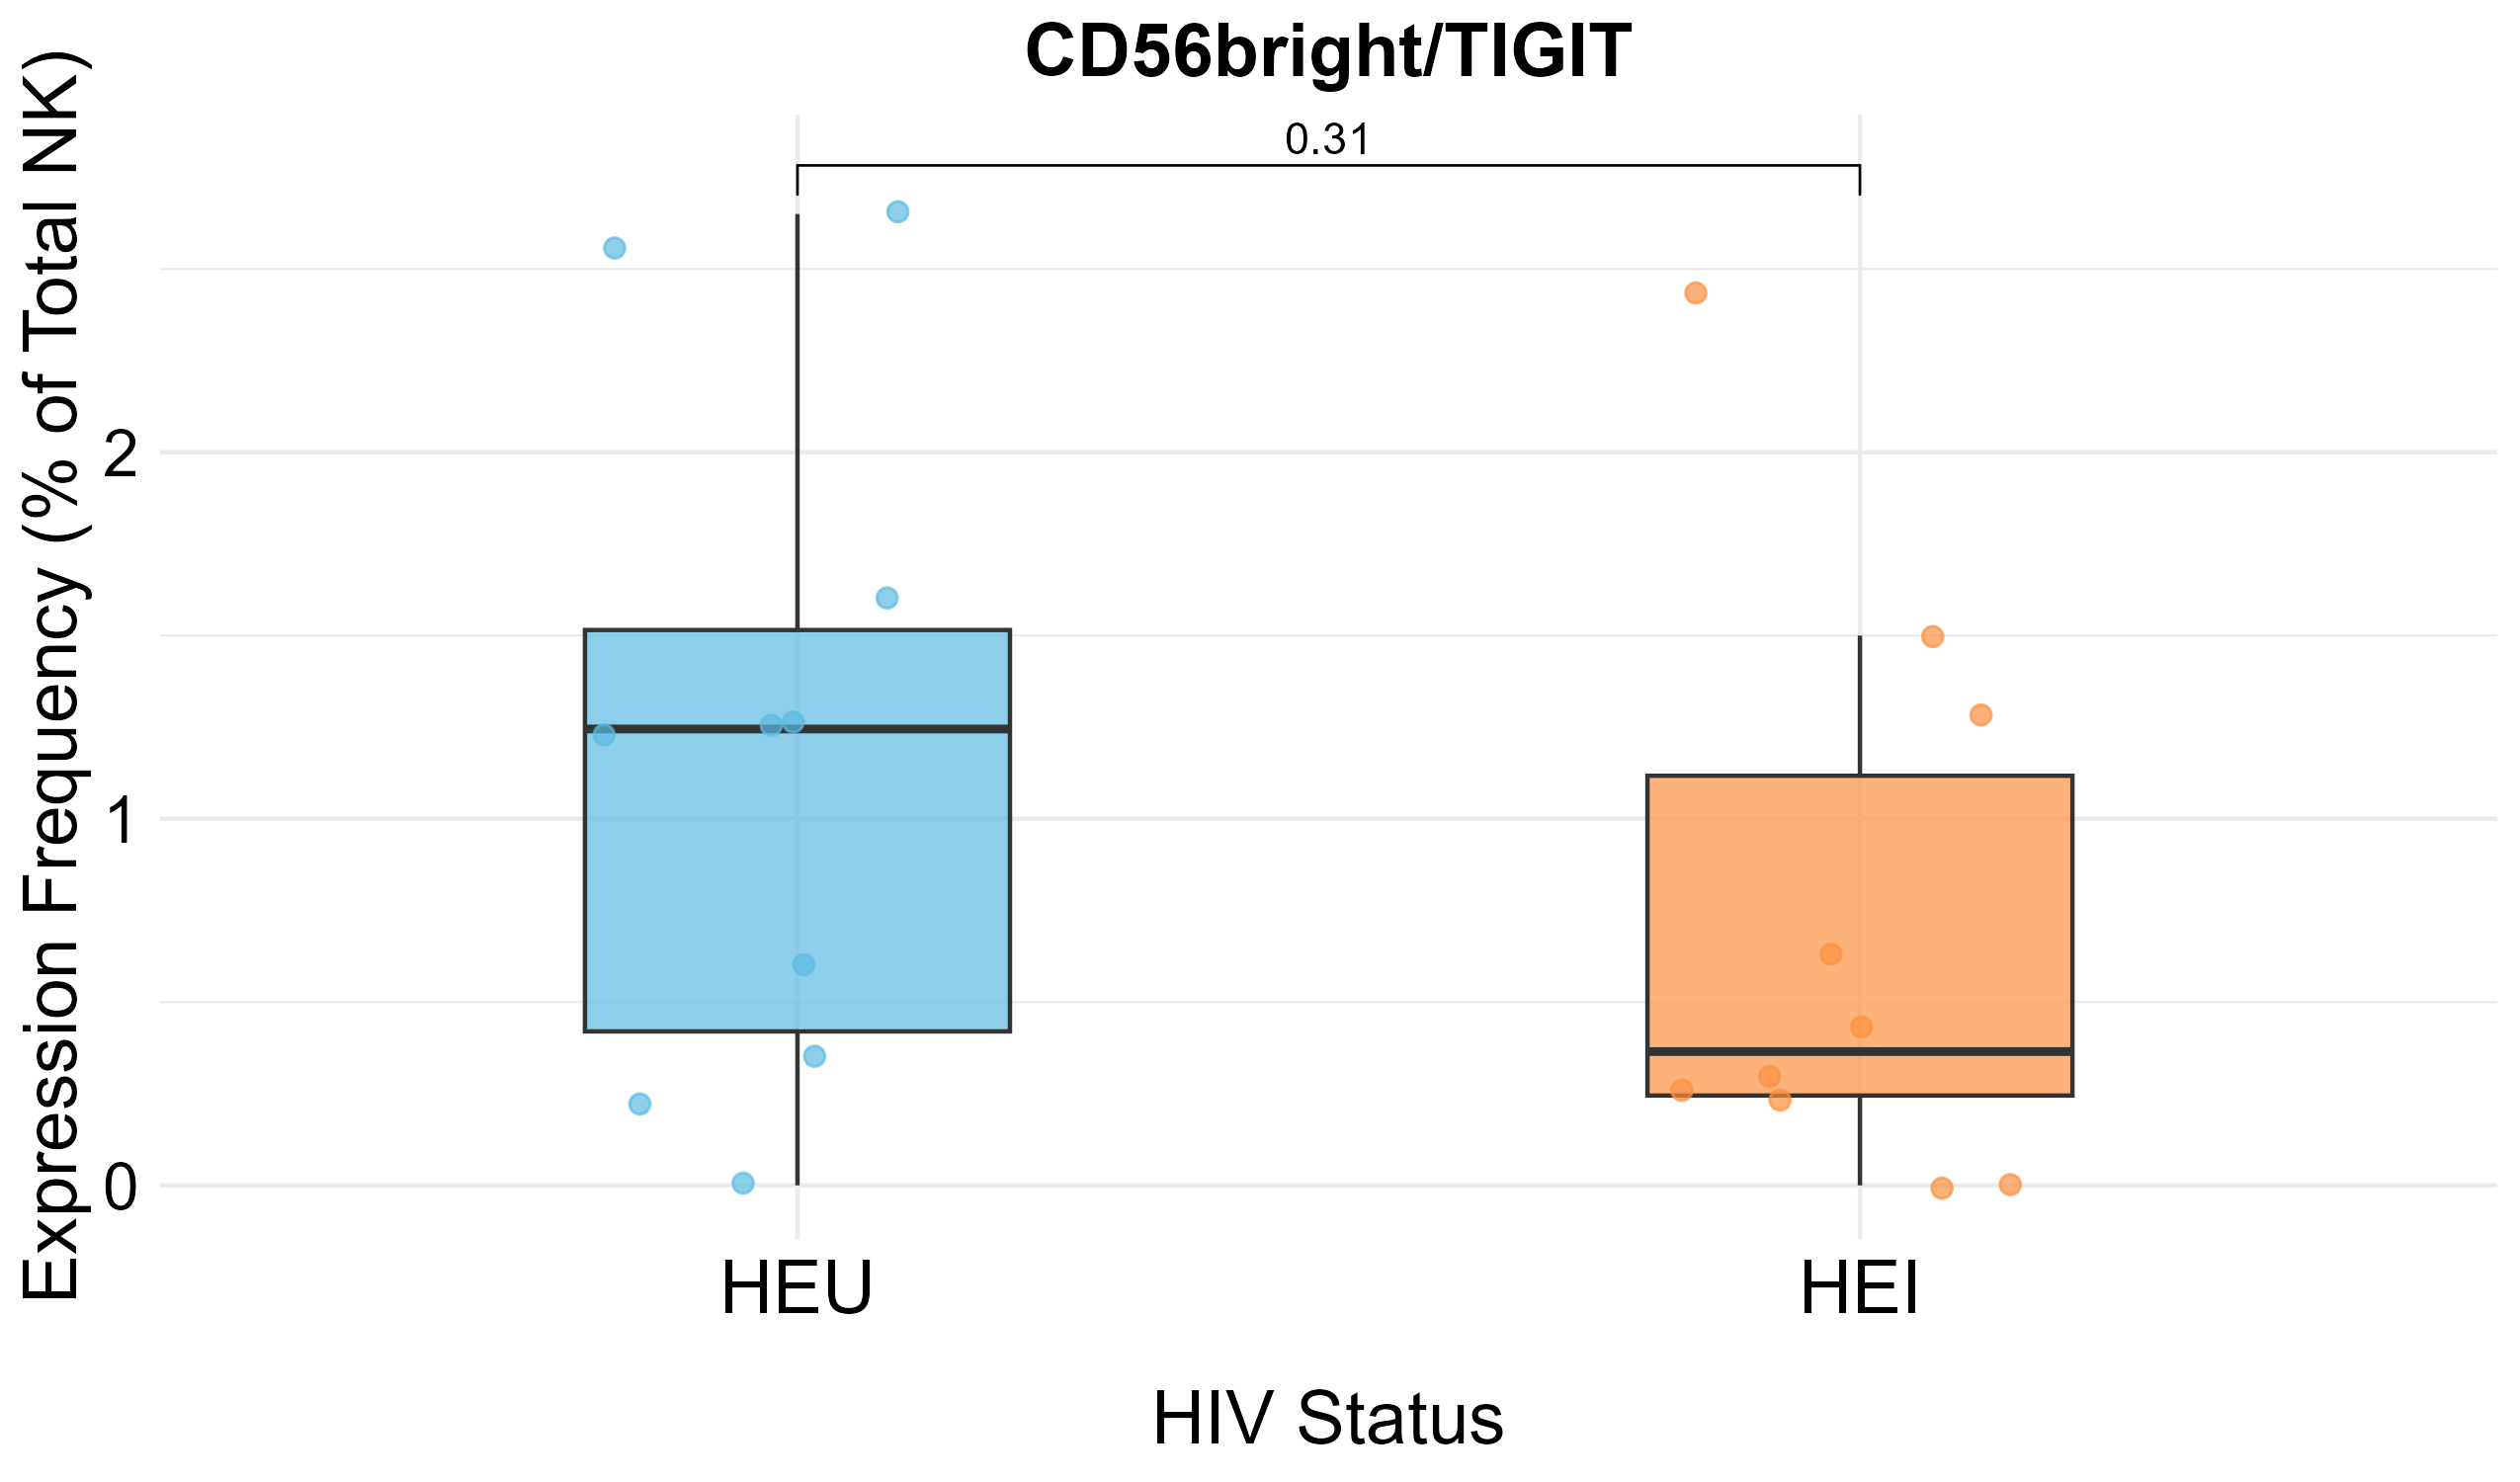 CD56bright/TIGIT
0.31
Expression Frequency (% of Total NK)
2
1
0
HEU
HEI
HIV Status